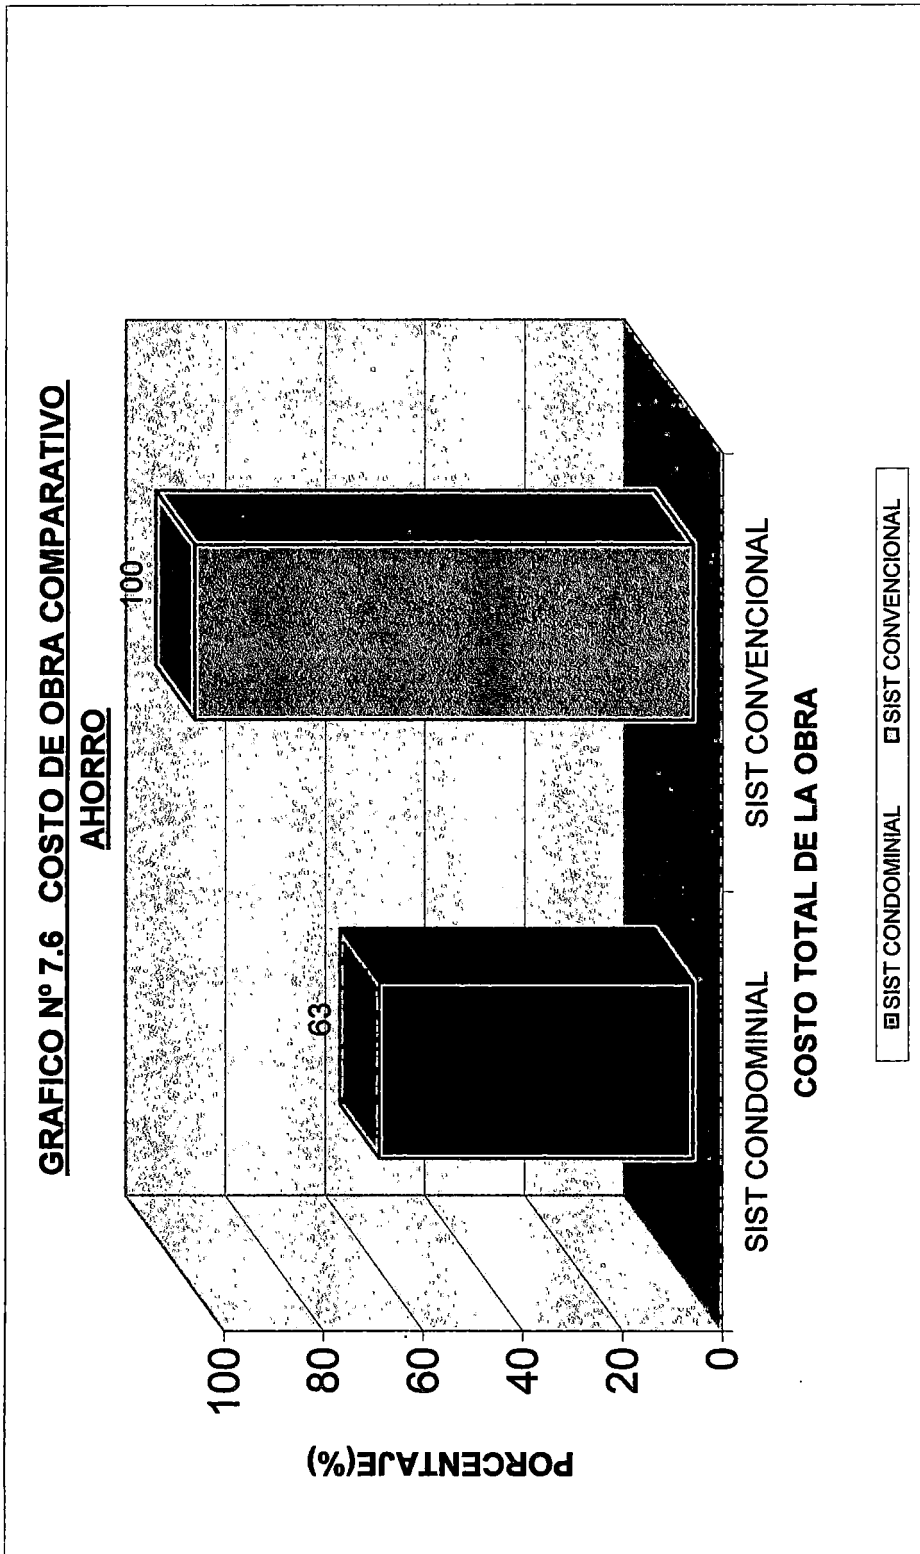 GRAFICO Nº 7.6 COSTO DE OBRA COMPARATIVO
AHORRO
PORCENTAJE(%)
100
80
60
40
20
0
63
100
SIST CONDOMINIAL
SIST CONVENCIONAL
COSTO TOTAL DE LA OBRA
SIST CONDOMINIAL
SIST CONVENCIONAL